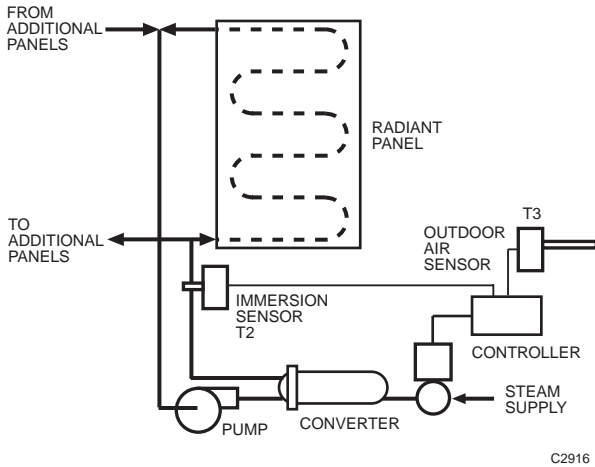 FROM
ADDITIONAL
PANELS
RADIANT
PANEL
TO
ADDITIONAL
PANELS
T3
OUTDOOR
AIR
SENSOR
IMMERSION
SENSOR
T2
CONTROLLER
STEAM
SUPPLY
CONVERTER
PUMP
C2916